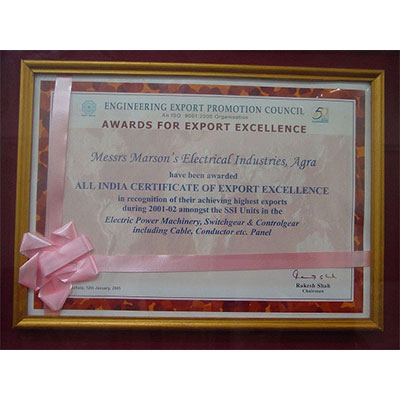 ENGINEERING EXPORT PROMOTION COUNCIL
An ISO 9001:2000 Organisation
AWARDS FOR EXPORT EXCELLENCE
Messrs Marson's Electrical Industries, Agra
have been awarded
ALL INDIA CERTIFICATE OF EXPORT EXCELLENCE
in recognition of their achieving highest exports
during 2001-02 amongst the SSI Units in the
Electric Power Machinery, Switchgear & Controlgear
including Cable, Conductor etc. Panel
12th January,
Rakesh Shah
Chairman